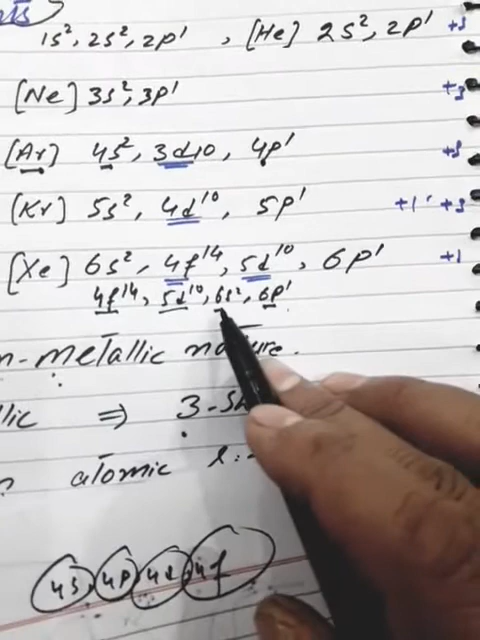 1s², 2s², 2p¹ , [He] 2s², 2p¹ +3
[Ne] 3s², 3p¹ +3
[Ar] 4s², 3d10, 4p¹ +3
[Kr] 5s², 4d¹⁰, 5p¹ +1, +3
[Xe] 6s², 4f¹⁴, 5d¹⁰, 6p¹ +1
4f¹⁴, 5d¹⁰, 6s², 6p¹
n-metallic
llic ⇒ 3-
atomic
4s, 4p, 4d, 4f